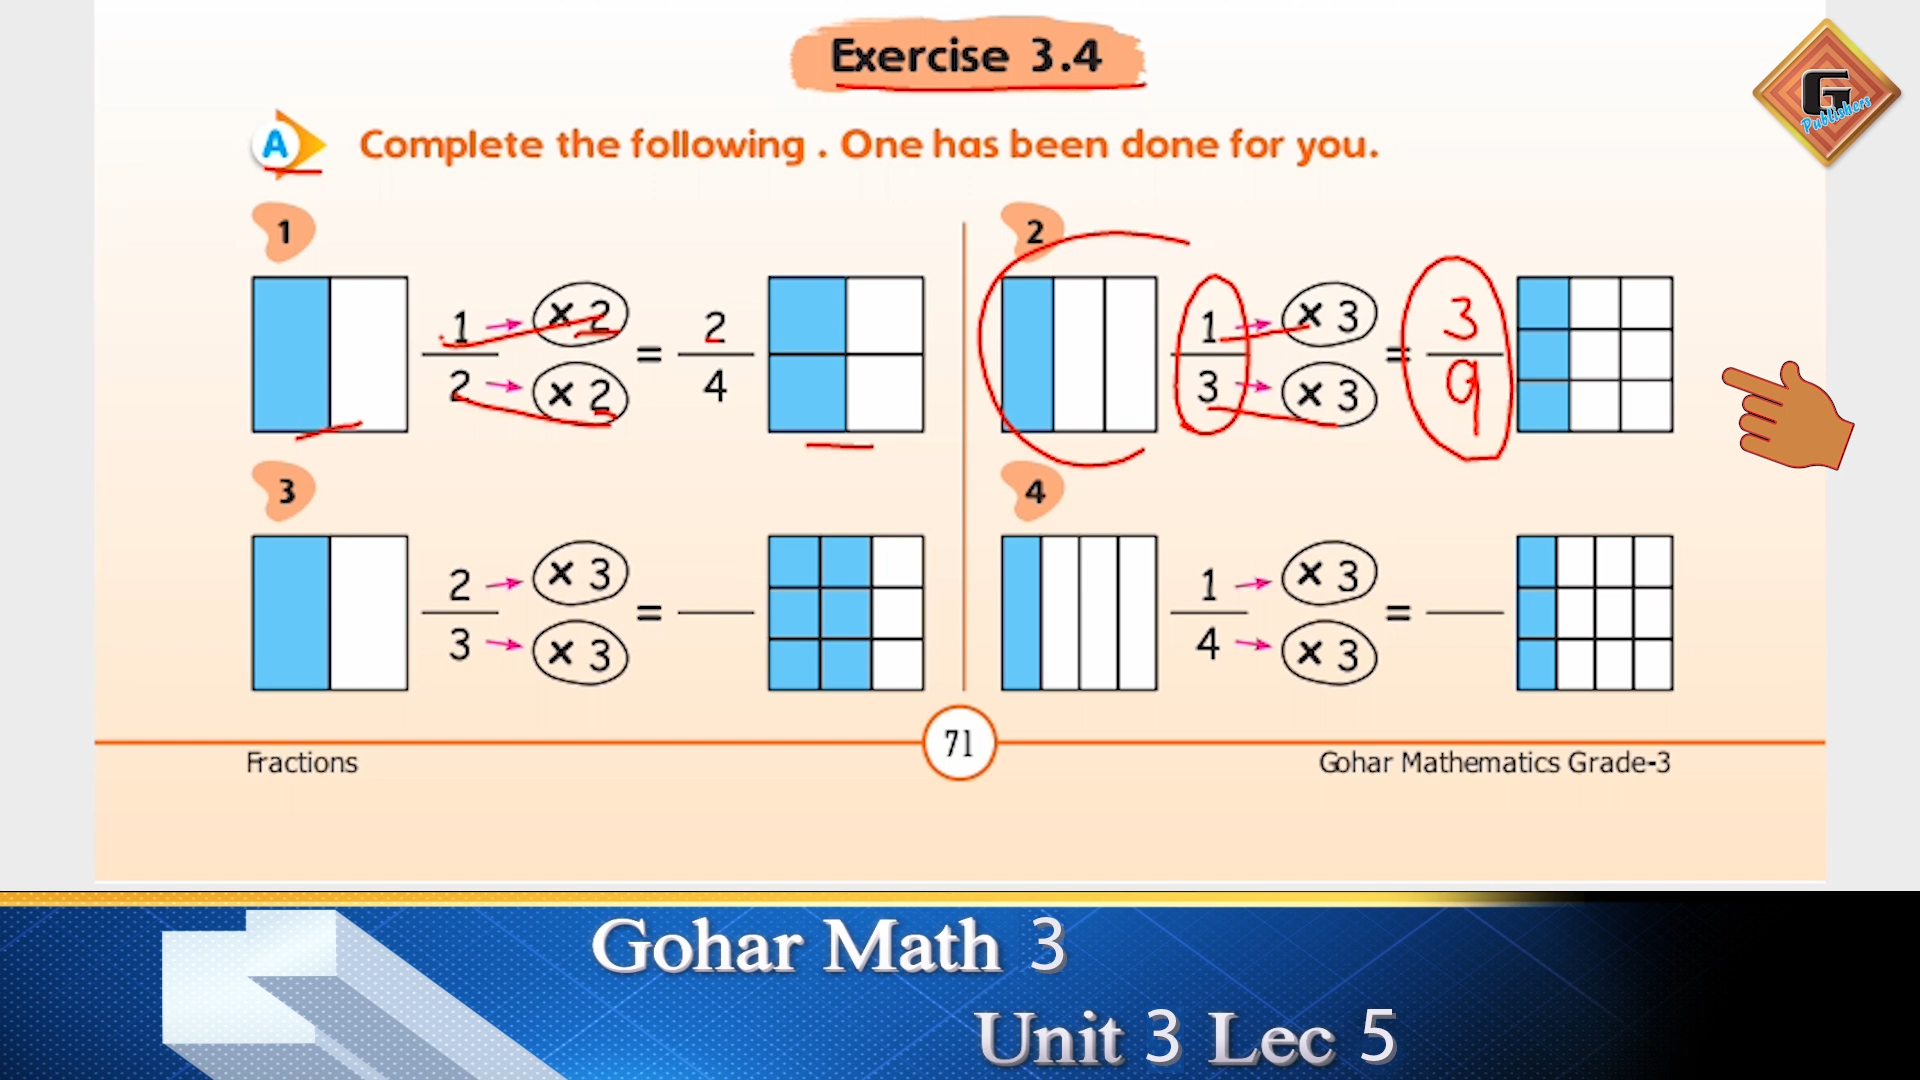 Exercise 3.4
G
Publishers
A Complete the following . One has been done for you.
1
1 → × 2
2 → × 2
= 2
4
2
1 → × 3
3 → × 3
= 3
9
3
2 → × 3
3 → × 3
=
4
1 → × 3
4 → × 3
=
Fractions
71
Gohar Mathematics Grade-3
Gohar Math 3
Unit 3 Lec 5